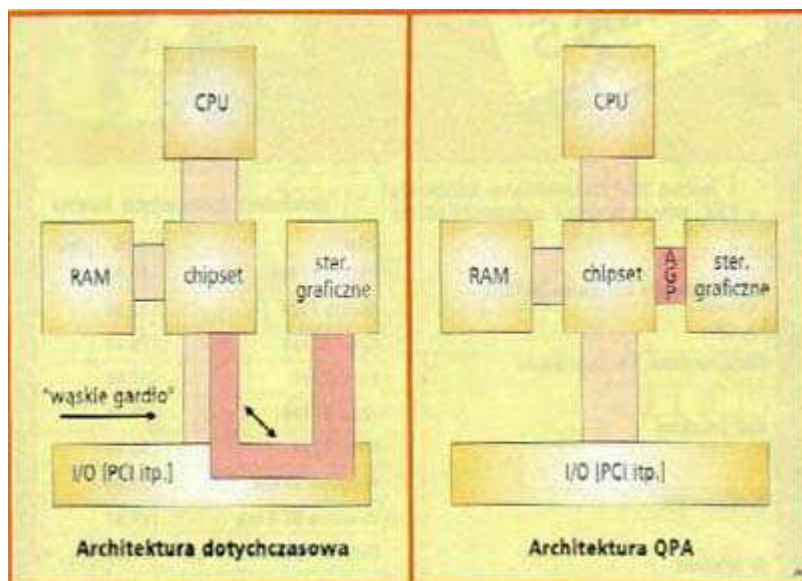 CPU
RAM
chipset
ster.
graficzne
"wąskie gardło"
I/O [PCI itp.]
Architektura dotychczasowa
CPU
RAM
chipset
AGP
ster.
graficzne
I/O [PCI itp.]
Architektura QPA